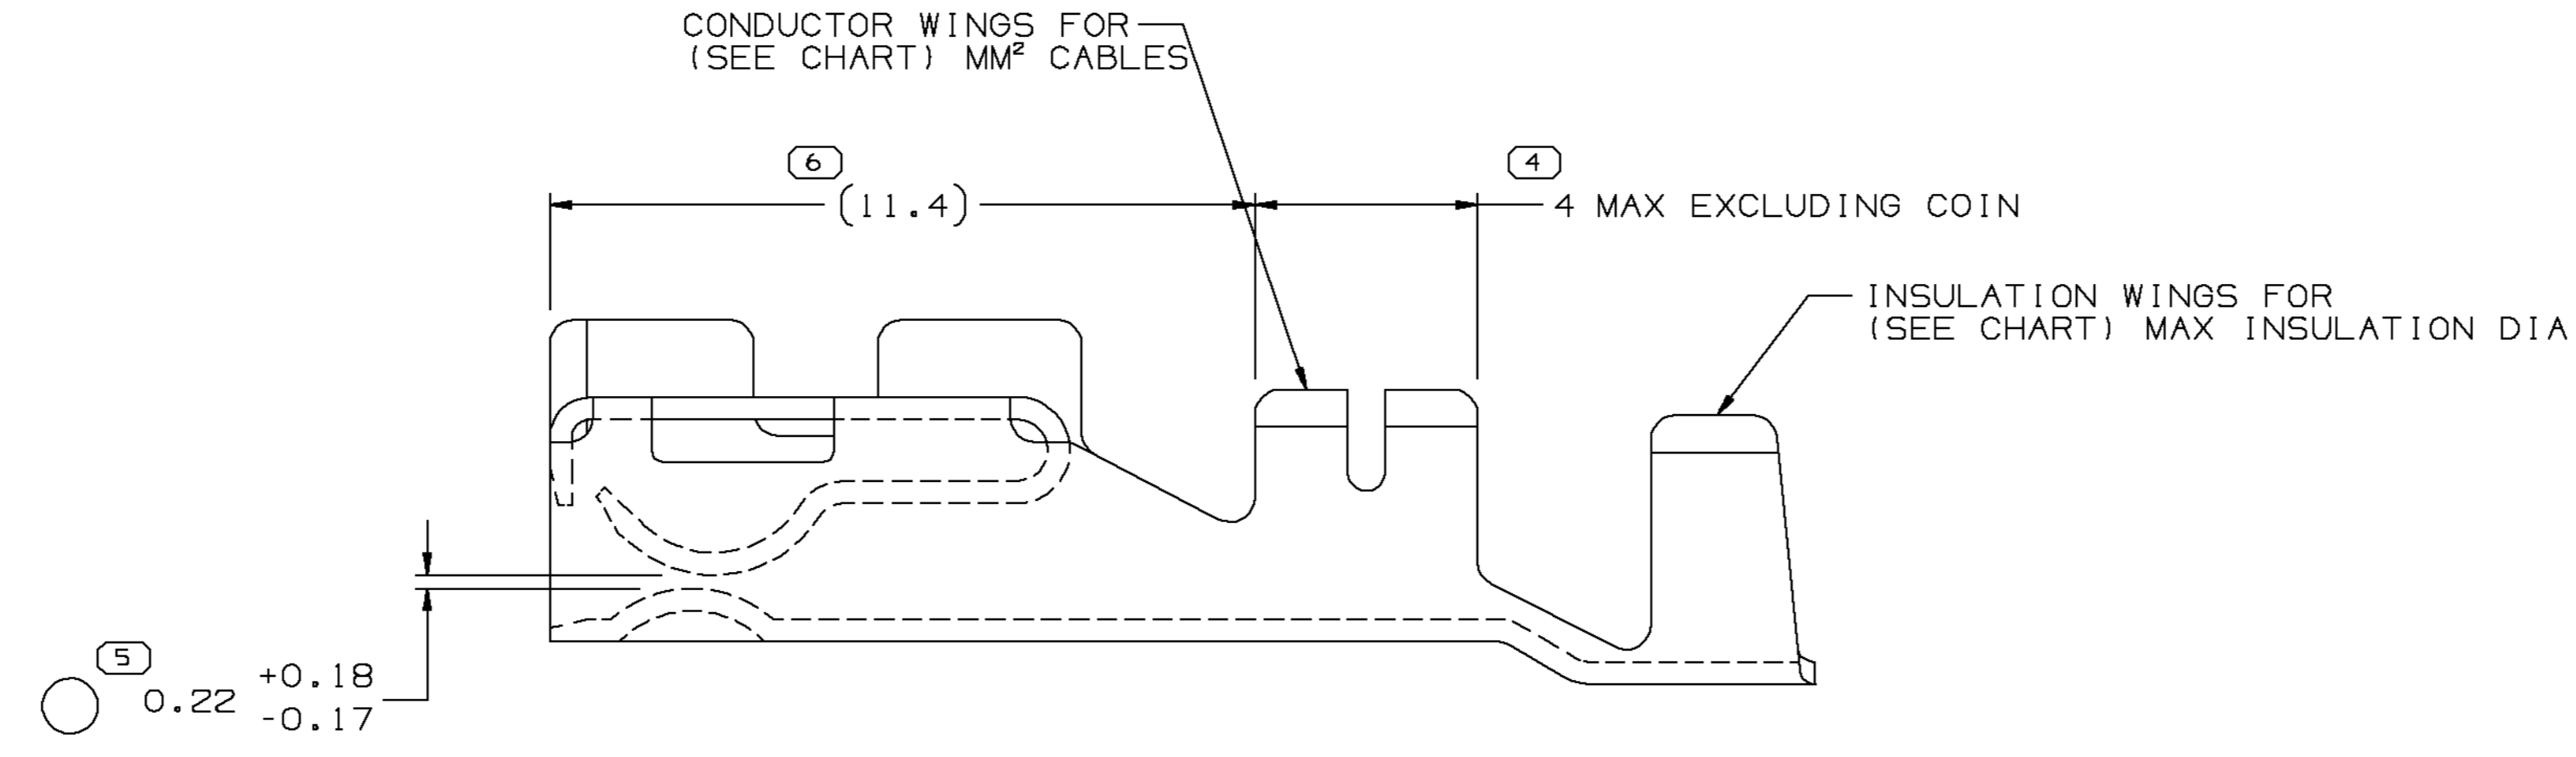 CONDUCTOR WINGS FOR
(SEE CHART) MM² CABLES
6
(11.4)
4
4 MAX EXCLUDING COIN
INSULATION WINGS FOR
(SEE CHART) MAX INSULATION DIA
5
0.22 +0.18
-0.17